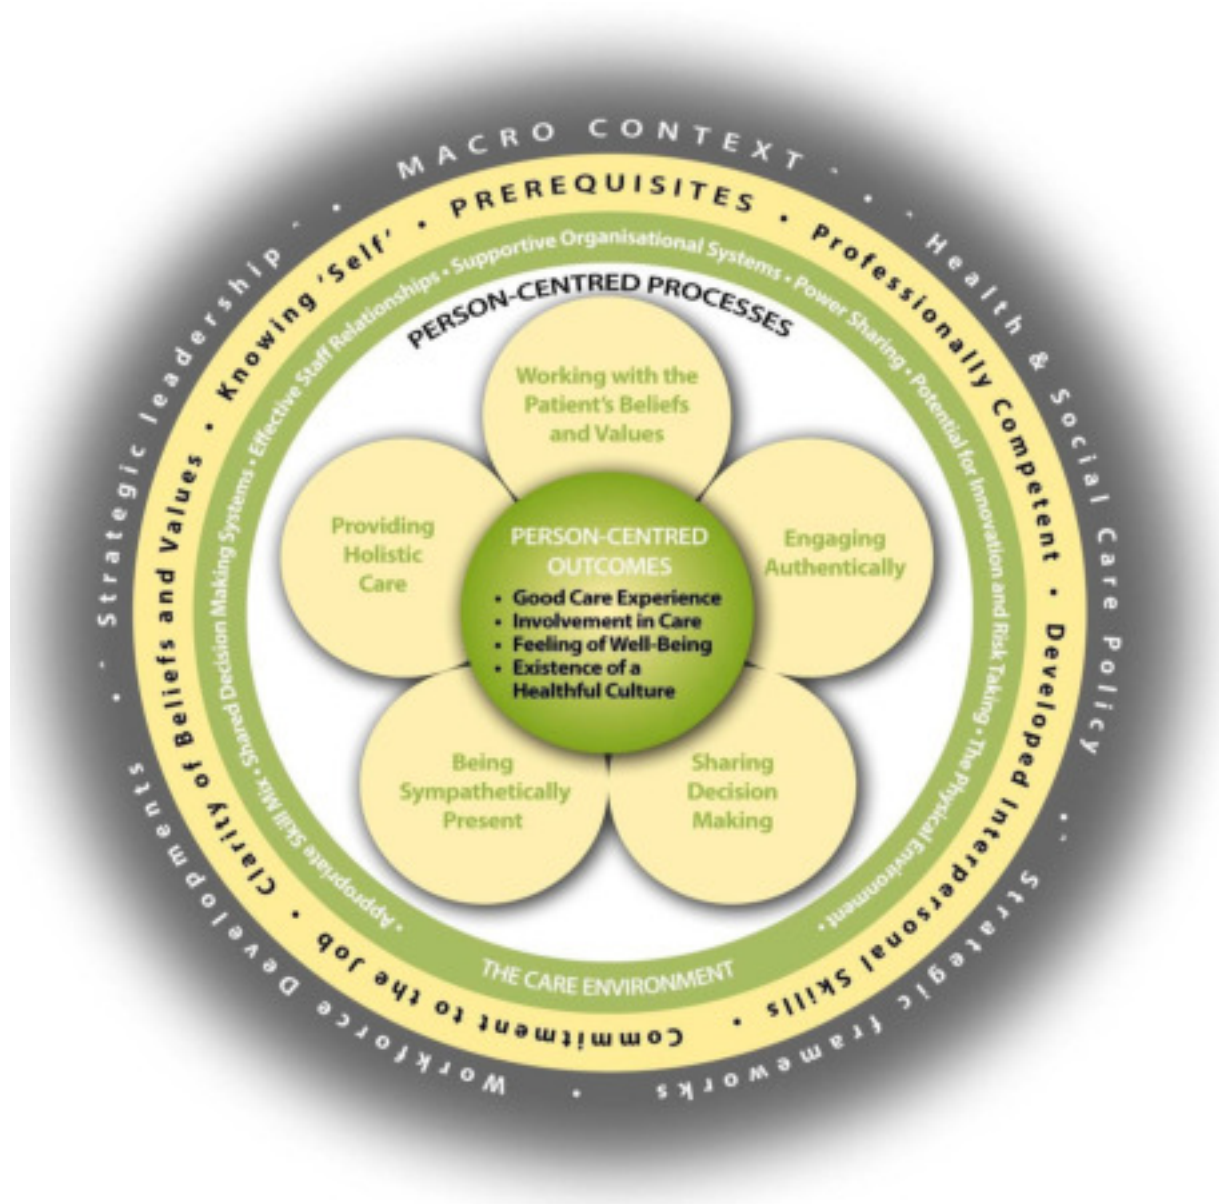 MACRO CONTEXT
Health & Social Care Policy
Strategic frameworks
Workforce Developments
Strategic leadership
PREREQUISITES
Professionally Competent
Developed Interpersonal Skills
Commitment to the Job
Clarity of Beliefs and Values
Knowing 'Self'
THE CARE ENVIRONMENT
• Appropriate Skill Mix • Shared Decision Making Systems • Effective Staff Relationships • Supportive Organisational Systems • Power Sharing • Potential for Innovation and Risk Taking • The Physical Environment •
PERSON-CENTRED PROCESSES
Working with the
Patient's Beliefs
and Values
Engaging
Authentically
Sharing
Decision
Making
Being
Sympathetically
Present
Providing
Holistic
Care
PERSON-CENTRED
OUTCOMES
• Good Care Experience
• Involvement in Care
• Feeling of Well-Being
• Existence of a
Healthful Culture